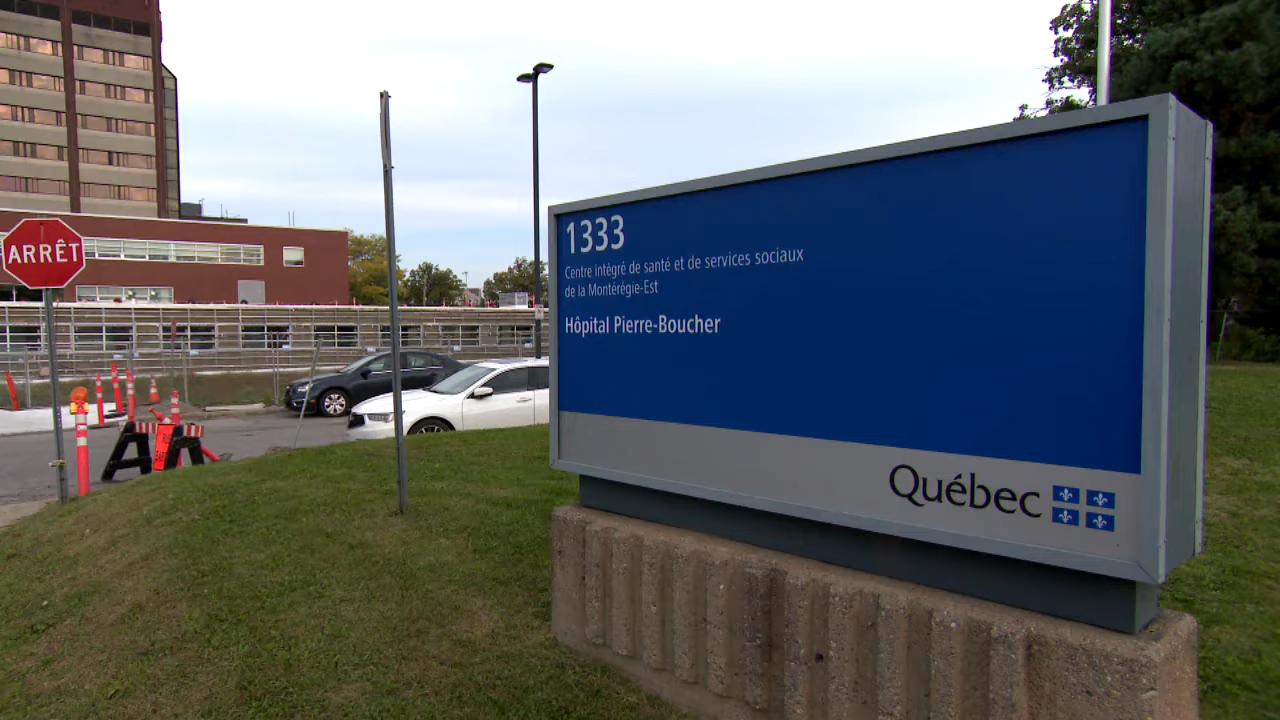 ARRÊT
1333
Centre intégré de santé et de services sociaux
de la Montérégie-Est
Hôpital Pierre-Boucher
Québec